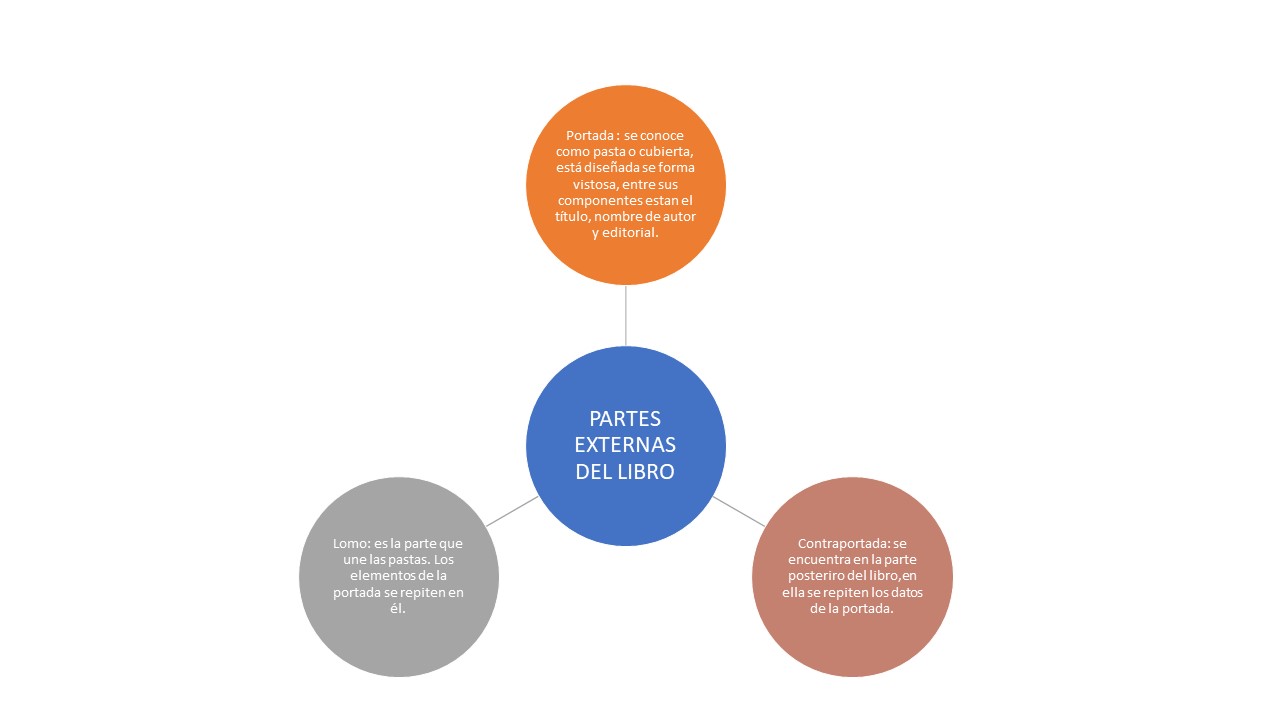 Portada : se conoce
como pasta o cubierta,
está diseñada se forma
vistosa, entre sus
componentes estan el
título, nombre de autor
y editorial.
PARTES
EXTERNAS
DEL LIBRO
Lomo: es la parte que
une las pastas. Los
elementos de la
portada se repiten en
él.
Contraportada: se
encuentra en la parte
posteriro del libro,en
ella se repiten los datos
de la portada.